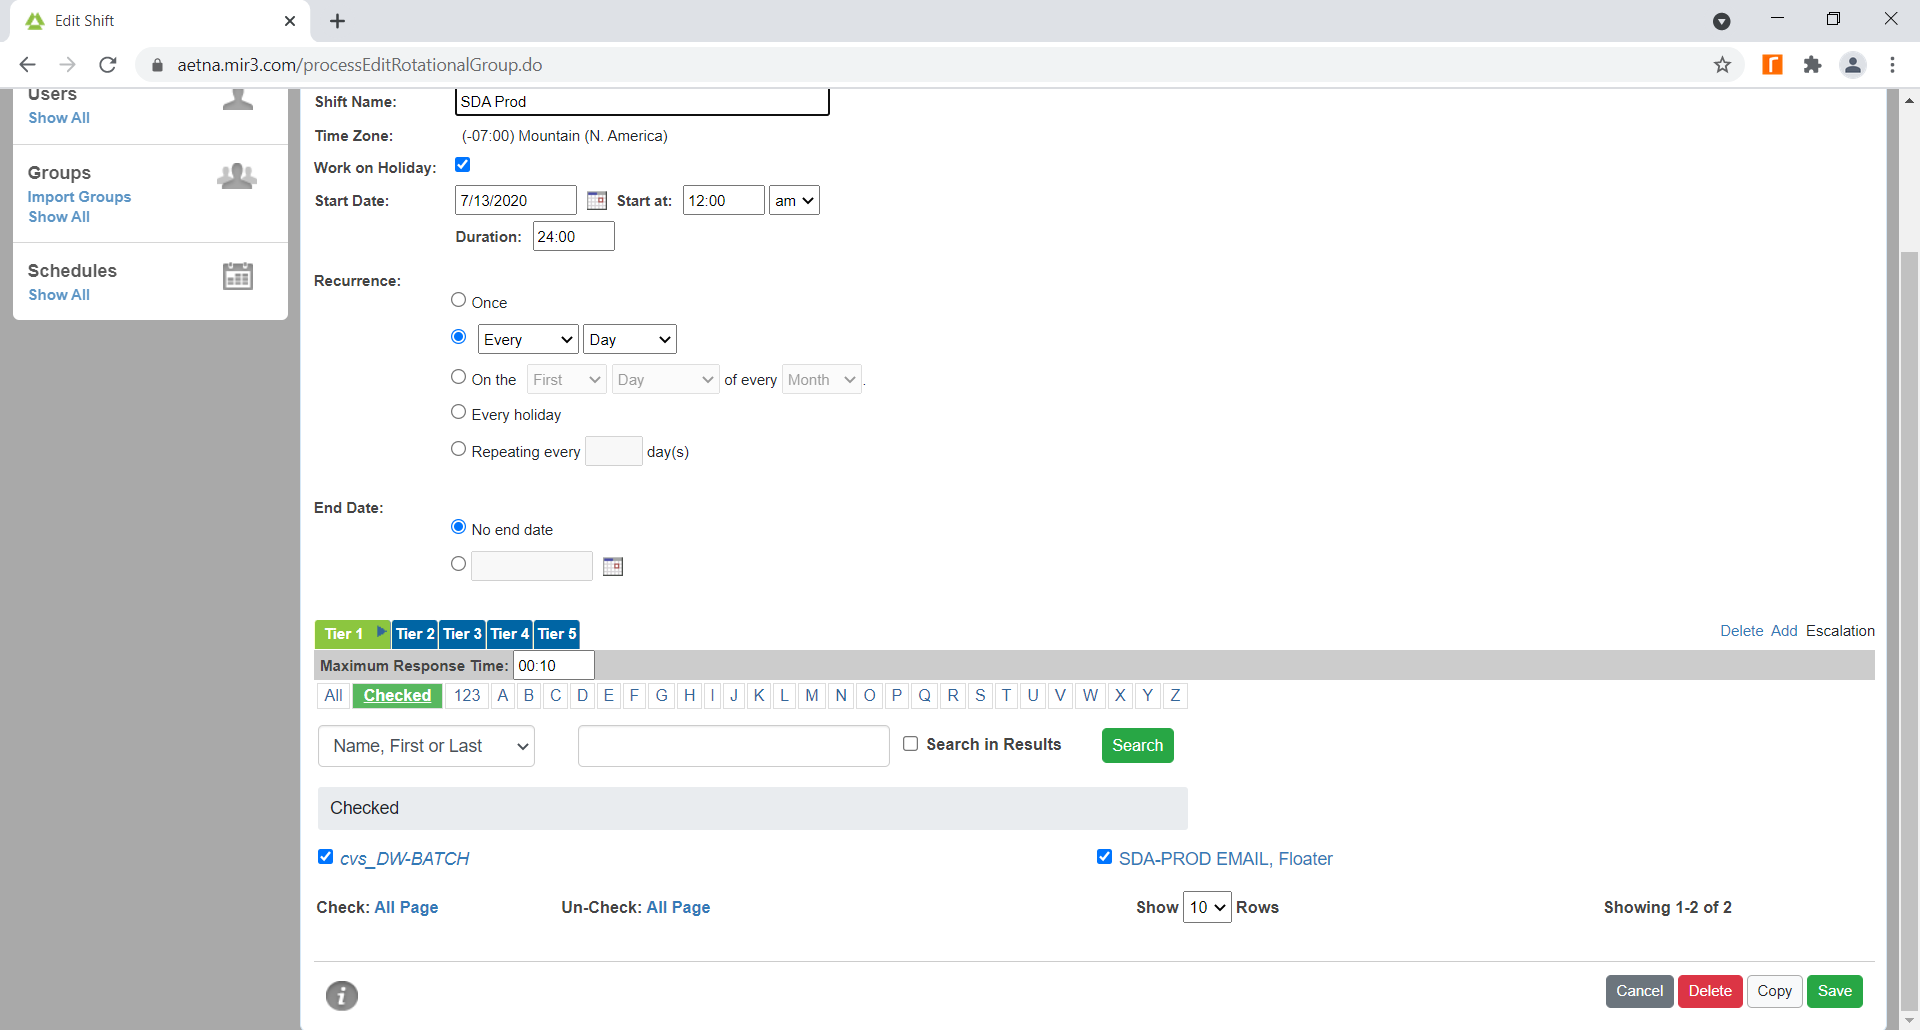 Edit Shift
aetna.mir3.com/processEditRotationalGroup.do
Users
Show All
Groups
Import Groups
Show All
Schedules
Show All
Shift Name: SDA Prod
Time Zone: (-07:00) Mountain (N. America)
Work on Holiday:
Start Date: 7/13/2020 Start at: 12:00 am
Duration: 24:00
Recurrence:
Once
Every Day
On the First Day of every Month .
Every holiday
Repeating every day(s)
End Date:
No end date
Tier 1 Tier 2 Tier 3 Tier 4 Tier 5 Delete Add Escalation
Maximum Response Time: 00:10
All Checked 123 A B C D E F G H I J K L M N O P Q R S T U V W X Y Z
Name, First or Last Search in Results Search
Checked
cvs_DW-BATCH SDA-PROD EMAIL, Floater
Check: All Page Un-Check: All Page Show 10 Rows Showing 1-2 of 2
Cancel Delete Copy Save